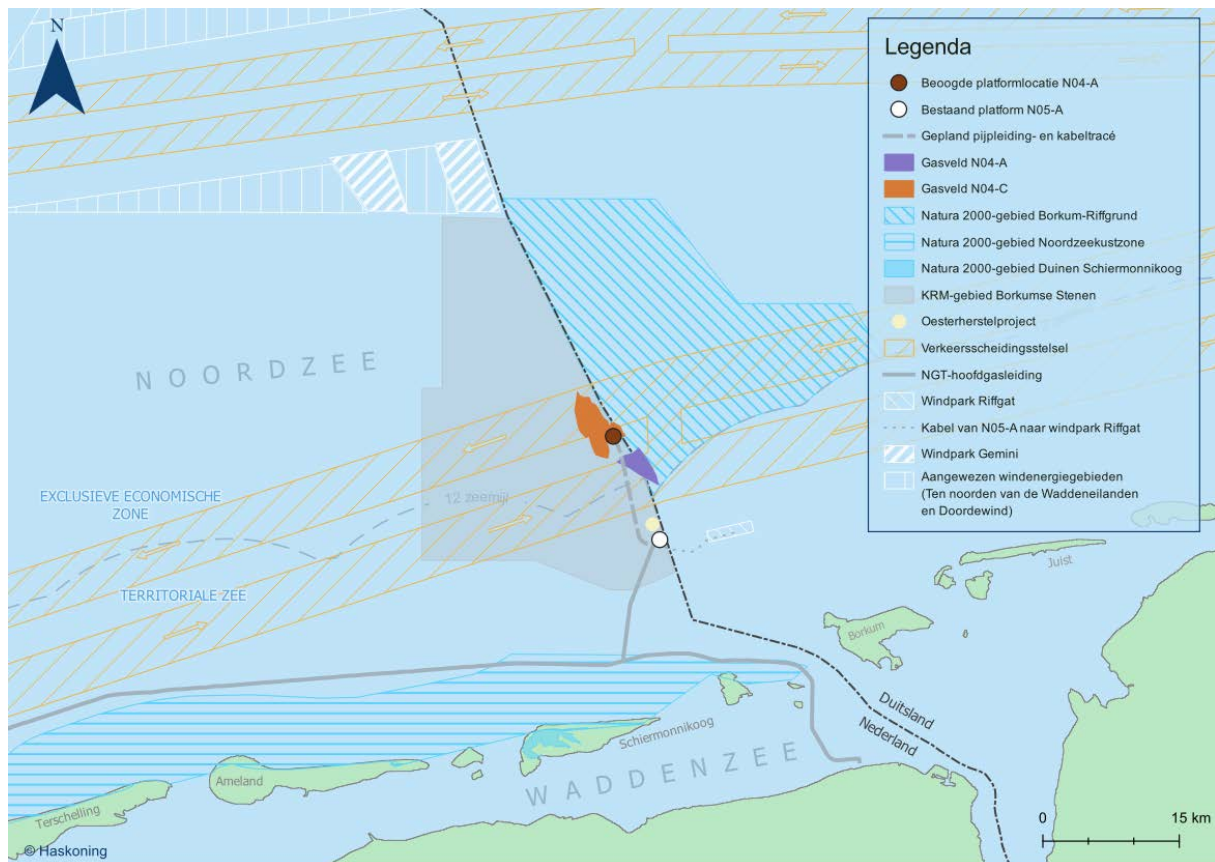 N
Legenda
Beoogde platformlocatie N04-A
Bestaand platform N05-A
Gepland pijpleiding- en kabeltracé
Gasveld N04-A
Gasveld N04-C
Natura 2000-gebied Borkum-Riffgrund
Natura 2000-gebied Noordzeekustzone
Natura 2000-gebied Duinen Schiermonnikoog
KRM-gebied Borkumse Stenen
Oesterherstelproject
Verkeersscheidingsstelsel
NGT-hoofdgasleiding
Windpark Riffgat
Kabel van N05-A naar windpark Riffgat
Windpark Gemini
Aangewezen windenergiegebieden
(Ten noorden van de Waddeneilanden
en Doordewind)
NOORDZEE
EXCLUSIEVE ECONOMISCHE
ZONE
12 zeemijl
TERRITORIALE ZEE
Juist
Borkum
Duitsland
Nederland
Schiermonnikoog
WADDENZEE
Ameland
Terschelling
0 15 km
© Haskoning